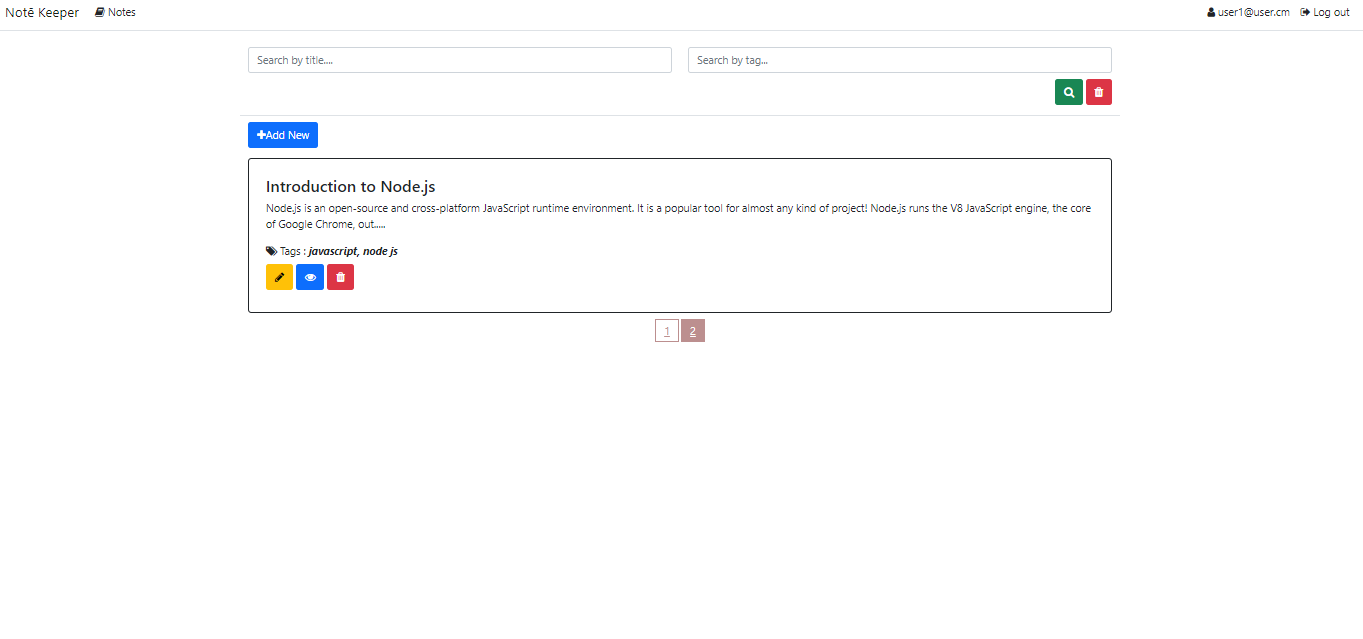 Notē Keeper Notes user1@user.cm Log out
Search by title.... Search by tag...
Add New
Introduction to Node.js
Node.js is an open-source and cross-platform JavaScript runtime environment. It is a popular tool for almost any kind of project! Node.js runs the V8 JavaScript engine, the core
of Google Chrome, out.....
Tags : javascript, node js
1 2